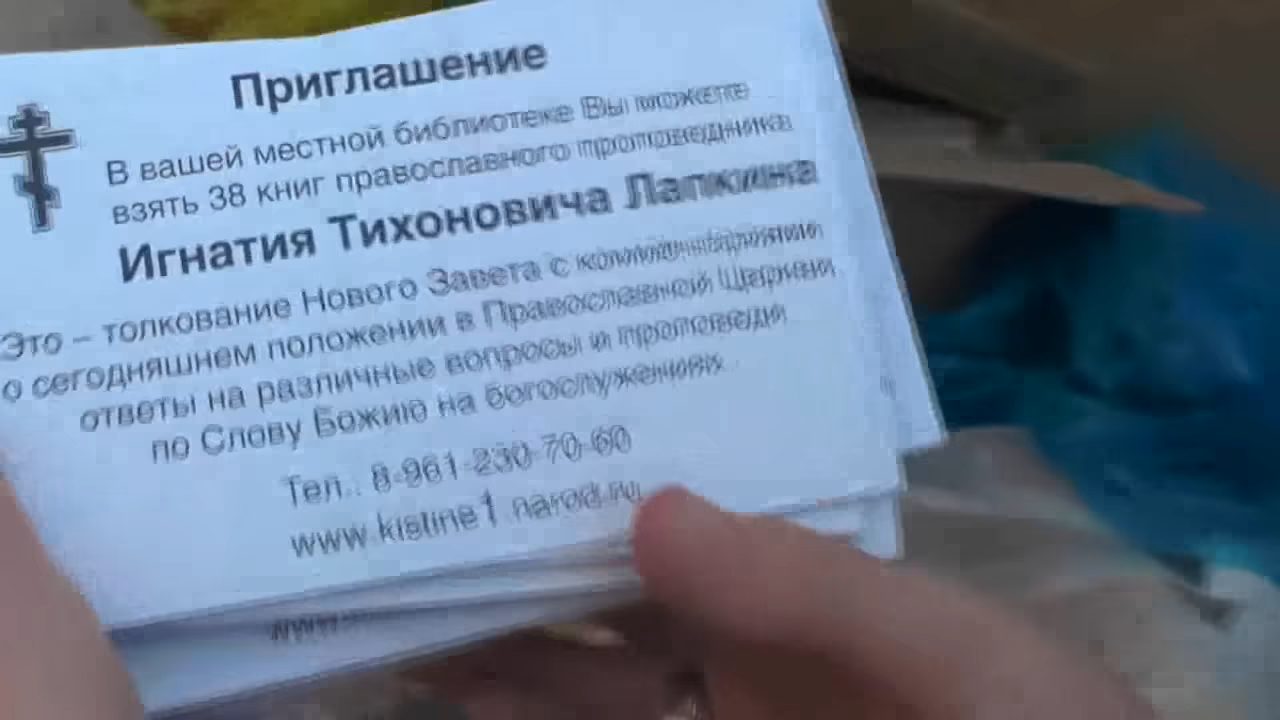 Приглашение
В вашей местной библиотеке Вы можете
взять 38 книг православного проповедника
Игнатия Тихоновича Лапкина
Это – толкование Нового Завета с комментариями
о сегодняшнем положении в Православной Церкви
ответы на различные вопросы и проповеди
по Слову Божию на богослужениях.
Тел.: 8-961-230-70-60
www.kistine1.narod.ru
www